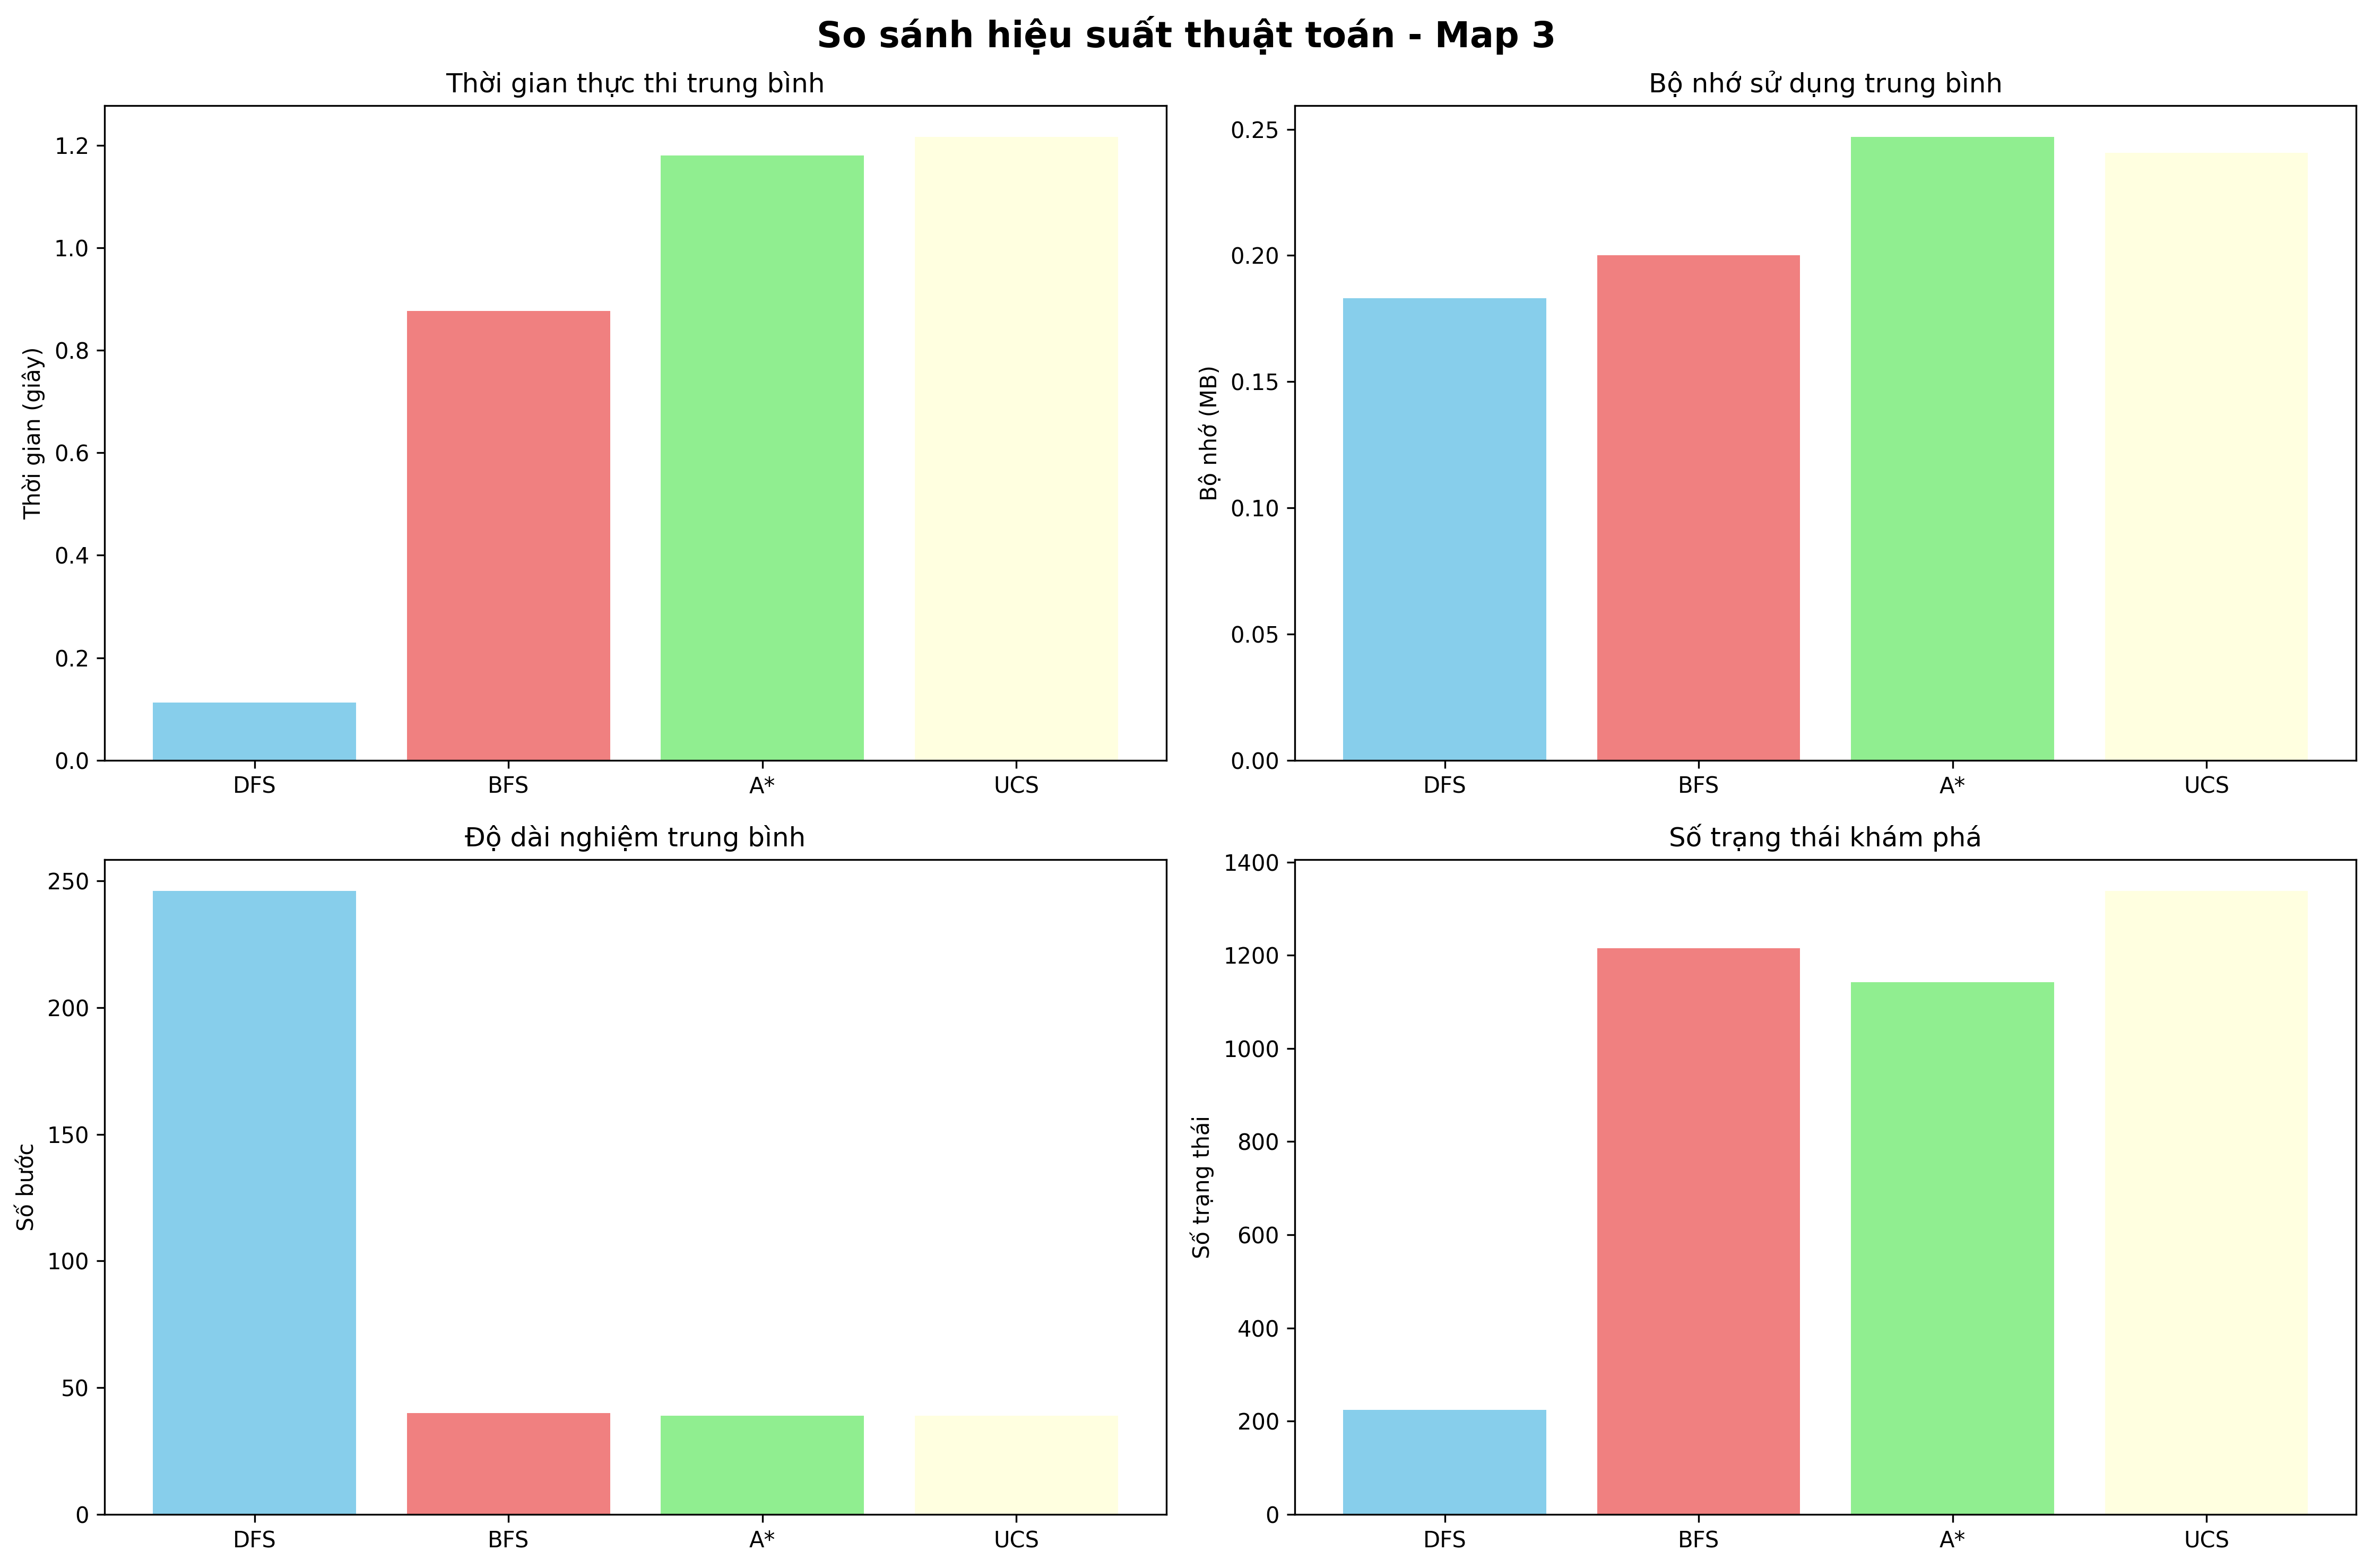 So sánh hiệu suất thuật toán - Map 3
Thời gian thực thi trung bình
Thời gian (giây)
1.2
1.0
0.8
0.6
0.4
0.2
0.0
DFS BFS A* UCS
Bộ nhớ sử dụng trung bình
Bộ nhớ (MB)
0.25
0.20
0.15
0.10
0.05
0.00
DFS BFS A* UCS
Độ dài nghiệm trung bình
Số bước
250
200
150
100
50
0
DFS BFS A* UCS
Số trạng thái khám phá
Số trạng thái
1400
1200
1000
800
600
400
200
0
DFS BFS A* UCS